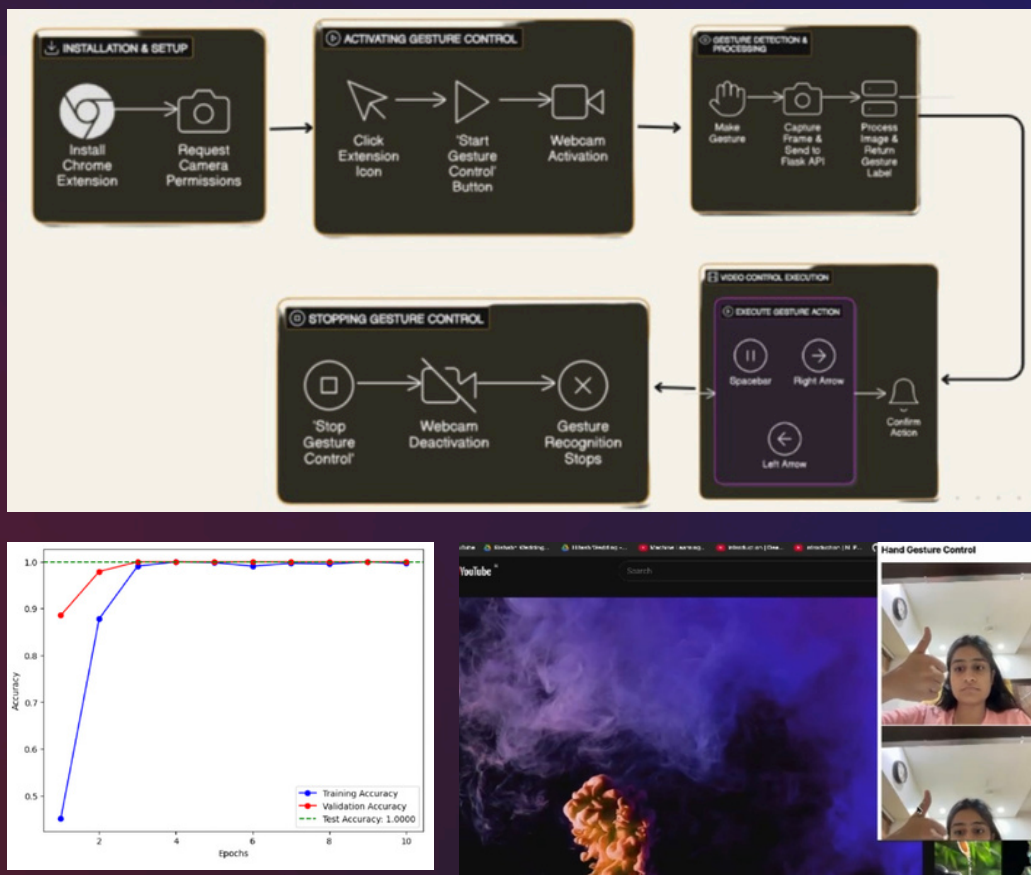 INSTALLATION & SETUP
Install
Chrome
Extension
Request
Camera
Permissions
ACTIVATING GESTURE CONTROL
Click
Extension
Icon
'Start
Gesture
Control'
Button
Webcam
Activation
GESTURE DETECTION &
PROCESSING
Make
Gesture
Capture
Frame &
Send to
Flask API
Process
Image &
Return
Gesture
Label
VIDEO CONTROL EXECUTION
EXECUTE GESTURE ACTION
Spacebar
Right Arrow
Left Arrow
Confirm
Action
STOPPING GESTURE CONTROL
'Stop
Gesture
Control'
Webcam
Deactivation
Gesture
Recognition
Stops
1.0
0.9
0.8
0.7
0.6
0.5
Accuracy
Training Accuracy
Validation Accuracy
Test Accuracy: 1.0000
2 4 6 8 10
Epochs
Machine Learning...
YouTube
Search
Hand Gesture Control